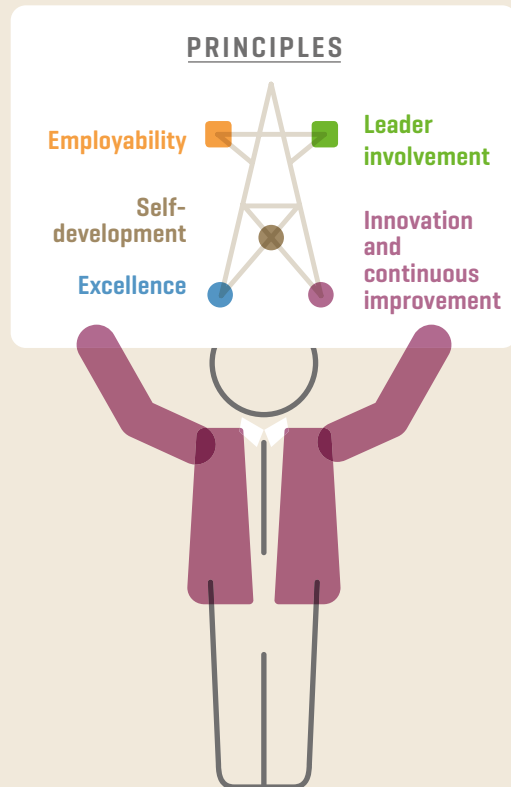 PRINCIPLES
Employability
Leader
involvement
Self-
development
Excellence
Innovation
and
continuous
improvement